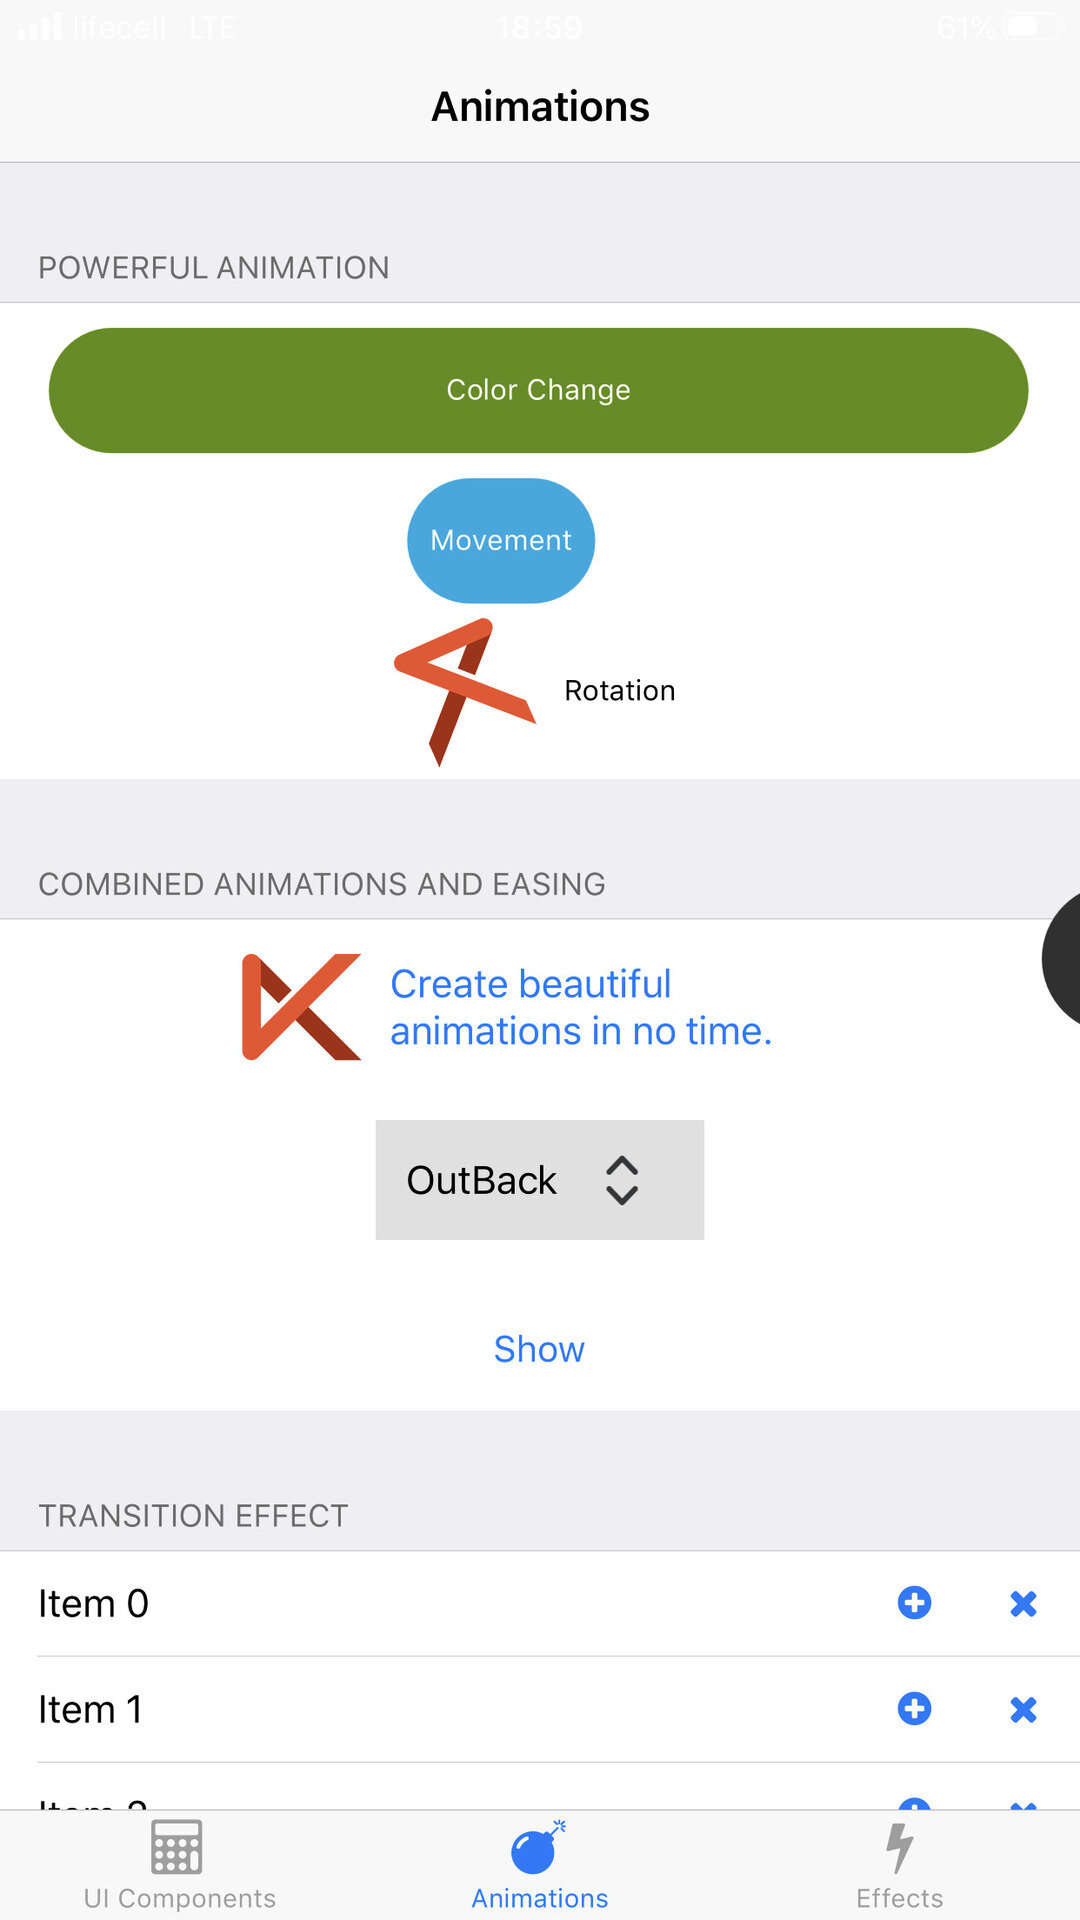 lifecell LTE 18:59 61%
Animations
POWERFUL ANIMATION
Color Change
Movement
Rotation
COMBINED ANIMATIONS AND EASING
Create beautiful
animations in no time.
OutBack
Show
TRANSITION EFFECT
Item 0
Item 1
UI Components Animations Effects